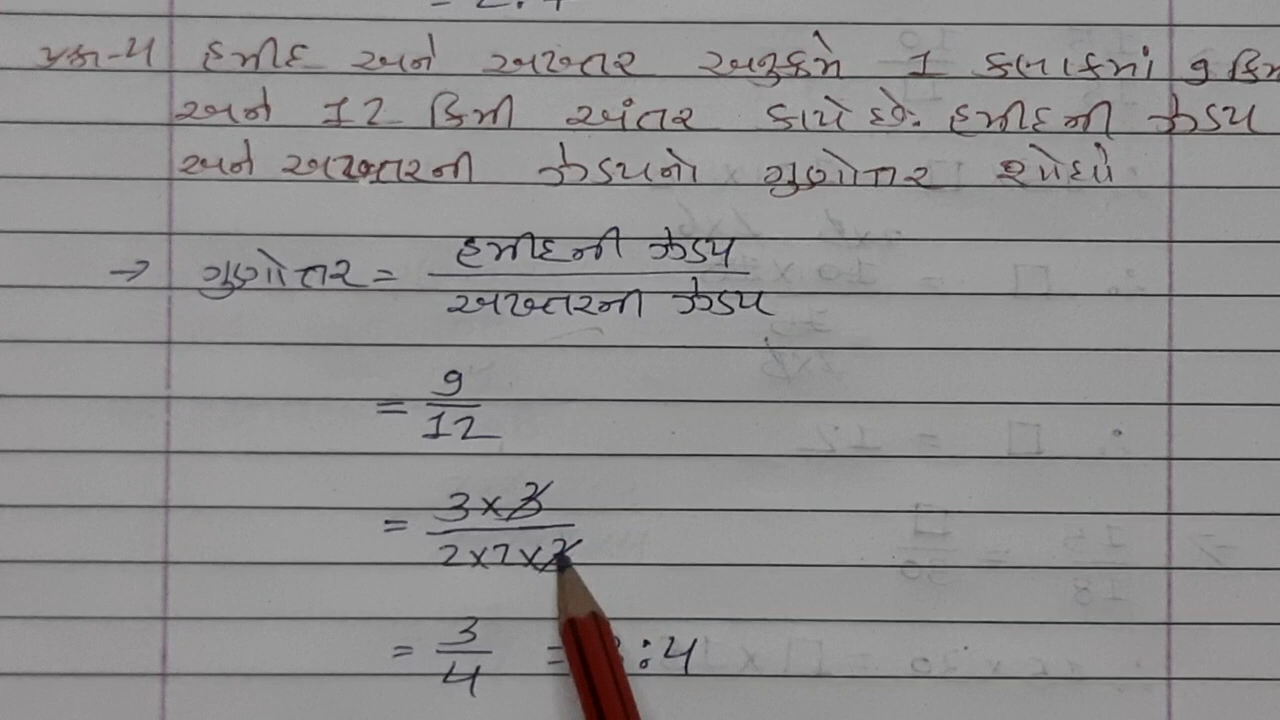 પ્રશ્ન-૫ હમીદ અને અખ્તર અનુક્રમે 1 કલાકમાં 9 કિમ
અને 12 કિમી અંતર કાપે છે. હમીદની ઝડપ
અને અખ્તરની ઝડપનો ગુણોત્તર શોધો
→ ગુણોત્તર = હમીદની ઝડપ
અખ્તરની ઝડપ
= 9
12
= 3 × 3
2 × 2 × 3
= 3
4
= : 4